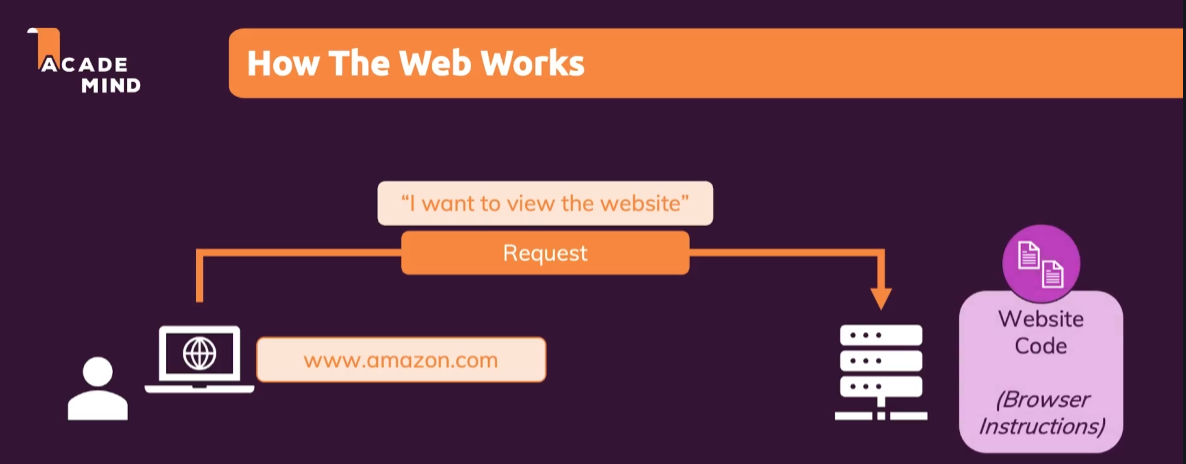 ACADE
MIND
How The Web Works
“I want to view the website”
Request
www.amazon.com
Website
Code
(Browser
Instructions)